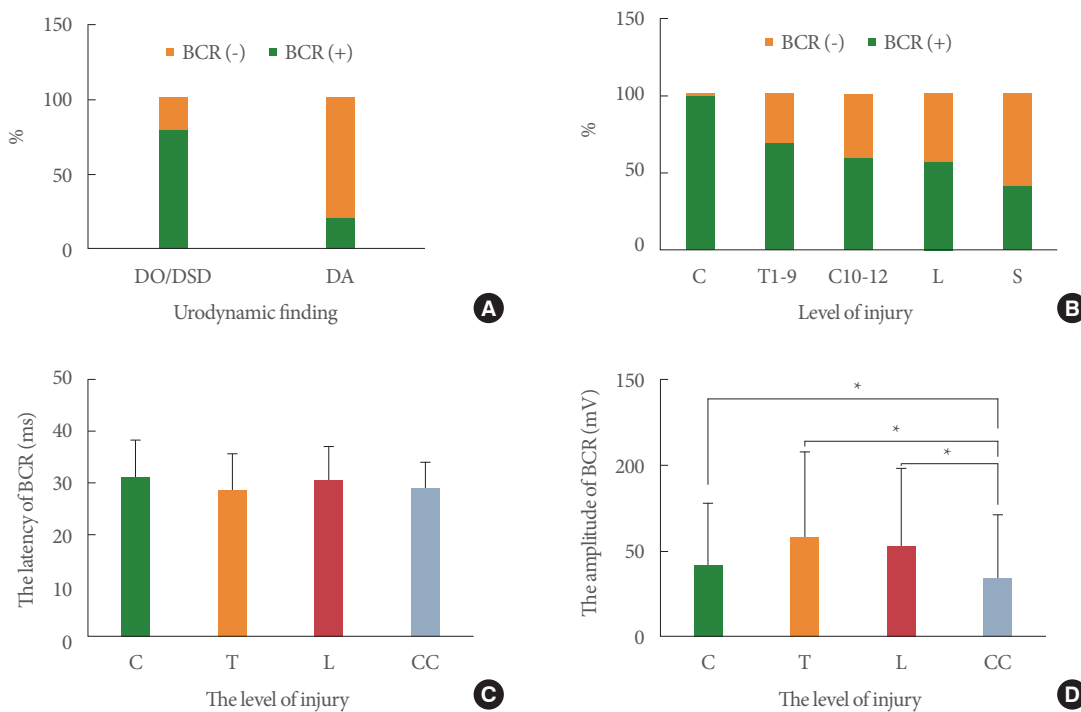 150
BCR (-) BCR (+)
100
%
50
0
DO/DSD DA
Urodynamic finding
A
150
BCR (-) BCR (+)
100
%
50
0
C T1-9 C10-12 L S
Level of injury
B
50
40
30
20
10
0
The latency of BCR (ms)
C T L CC
The level of injury
C
150
200
50
0
The amplitude of BCR (mV)
*
*
*
C T L CC
The level of injury
D